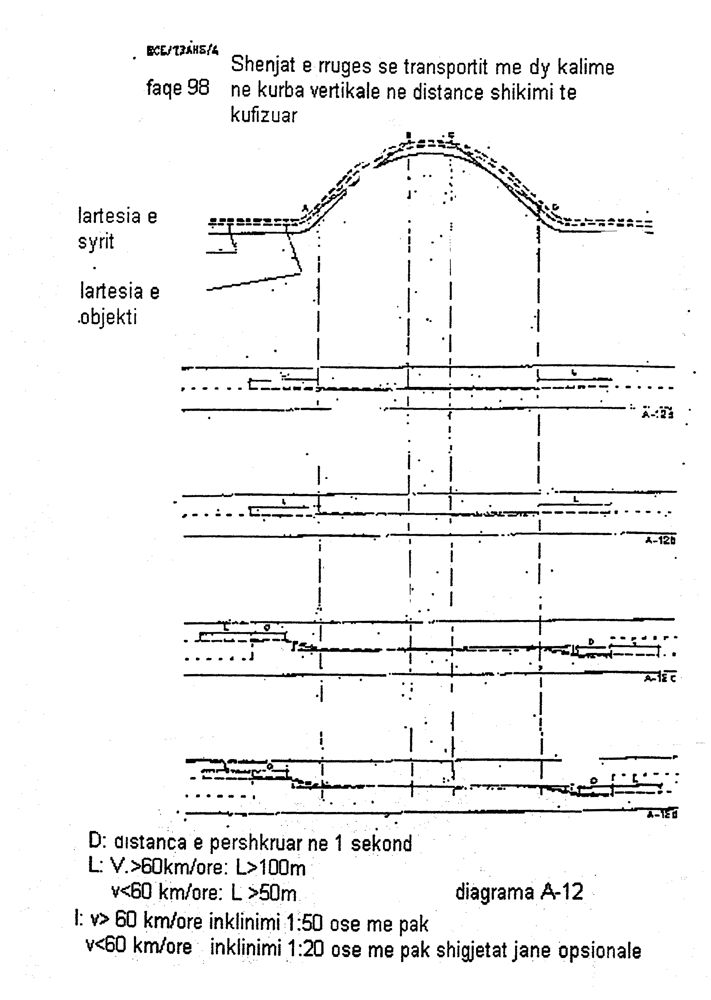 faqe 98
Shenjat e rruges se transportit me dy kalime
ne kurba vertikale ne distance shikimi te
kufizuar
A
lartesia e
syrit
lartesia e
objekti
L
L
L
A-12b
D
D
L
D: distanca e pershkruar ne 1 sekond
L: V.>60km/ore: L>100m
v<60 km/ore: L >50m
diagrama A-12
I: v> 60 km/ore inklinimi 1:50 ose me pak
v<60 km/ore inklinimi 1:20 ose me pak shigjetat jane opsionale